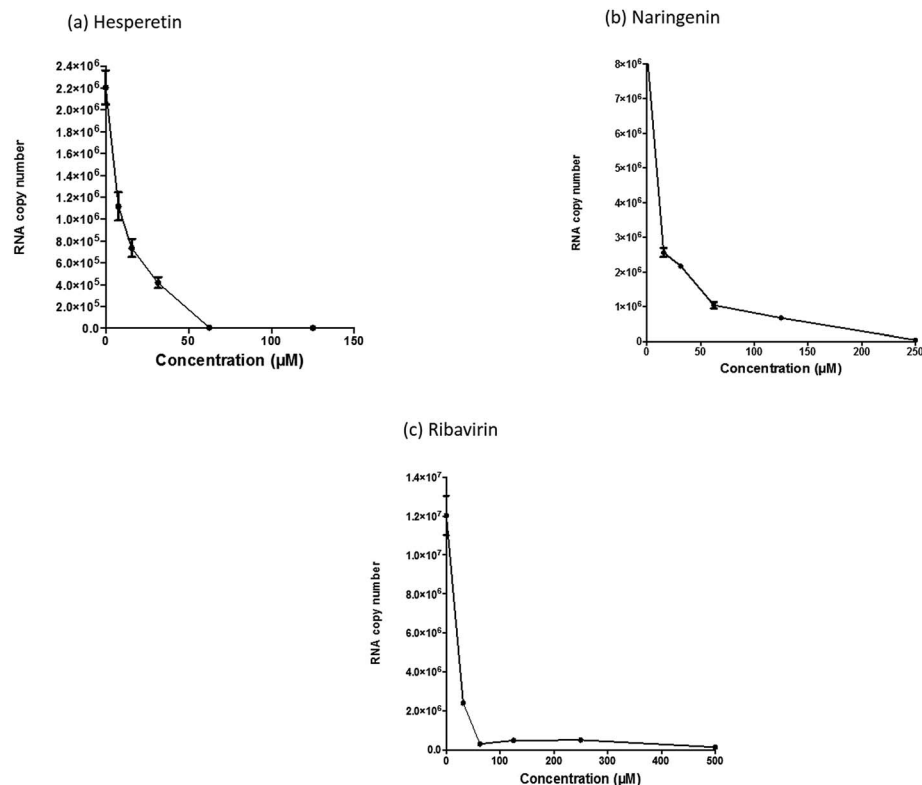 (a) Hesperetin
2.4×10⁶
2.2×10⁶
2.0×10⁶
1.8×10⁶
1.6×10⁶
1.4×10⁶
1.2×10⁶
1.0×10⁶
8.0×10⁵
6.0×10⁵
4.0×10⁵
2.0×10⁵
0.0
RNA copy number
0 50 100 150
Concentration (µM)
(b) Naringenin
8×10⁶
7×10⁶
6×10⁶
5×10⁶
4×10⁶
3×10⁶
2×10⁶
1×10⁶
0
RNA copy number
0 50 100 150 200 250
Concentration (µM)
(c) Ribavirin
1.4×10⁷
1.2×10⁷
1.0×10⁷
8.0×10⁶
6.0×10⁶
4.0×10⁶
2.0×10⁶
0.0
RNA copy number
0 100 200 300 400 500
Concentration (µM)